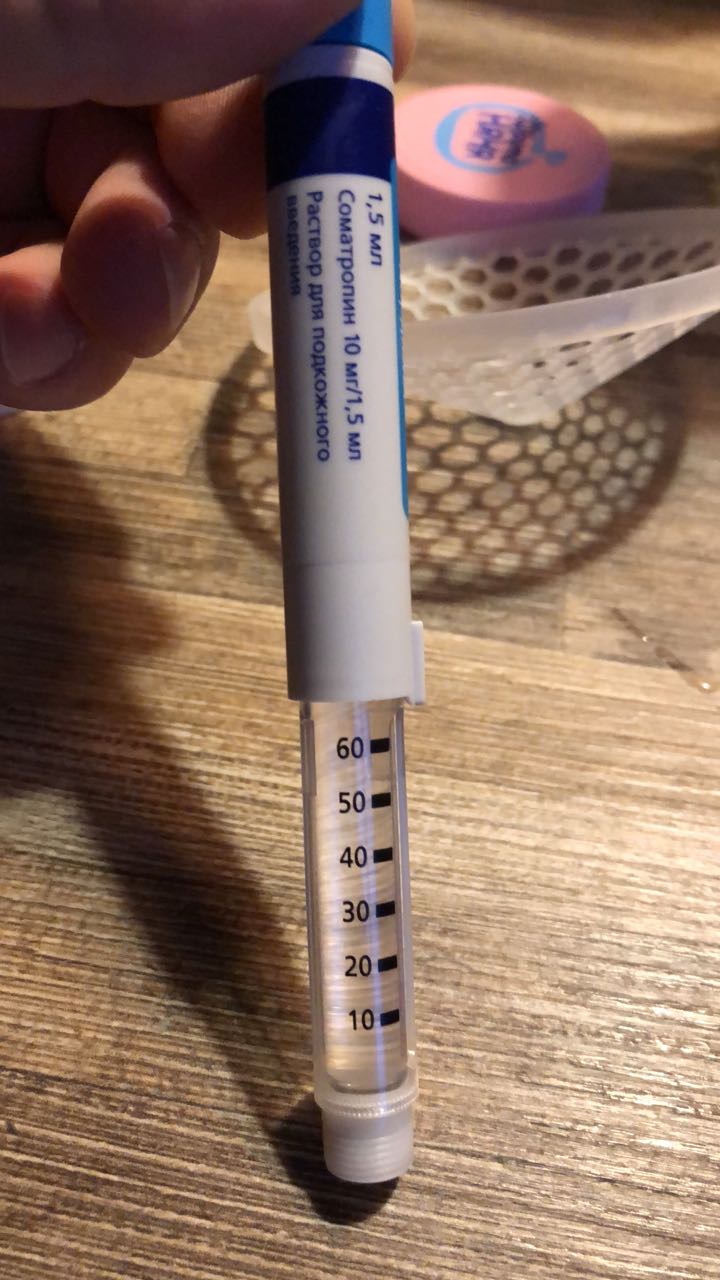 1,5 мл
Соматропин 10 мг/1,5 мл
Раствор для подкожного
введения
60
50
40
30
20
10
НЯНЯ